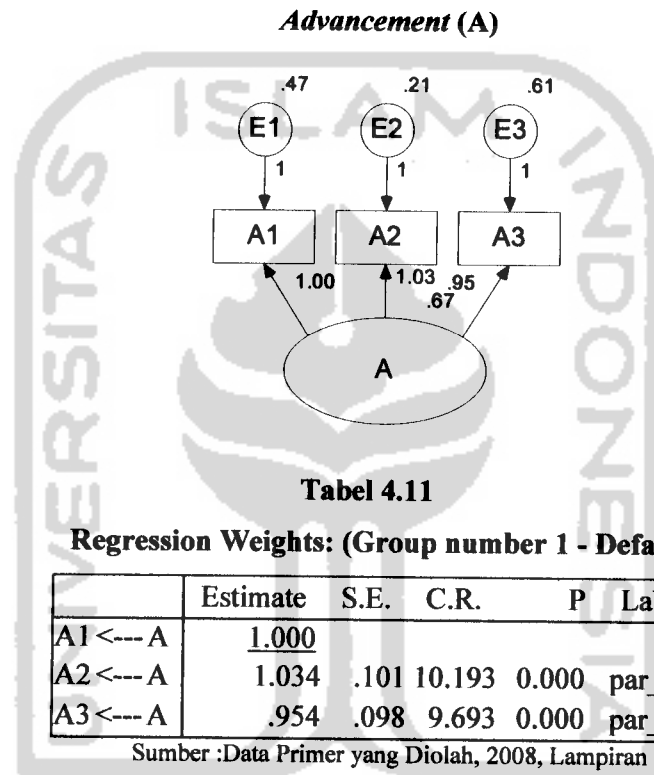 Advancement (A)
.47 .21 .61
E1 E2 E3
1 1 1
A1 A2 A3
1.00 1.03 .95
.67
A
Tabel 4.11
Regression Weights: (Group number 1 - Defa
Estimate S.E. C.R. P La
A1 <--- A 1.000
A2 <--- A 1.034 .101 10.193 0.000 par_
A3 <--- A .954 .098 9.693 0.000 par_
Sumber :Data Primer yang Diolah, 2008, Lampiran
UNIVERSITAS
ISLAM
INDONESIA